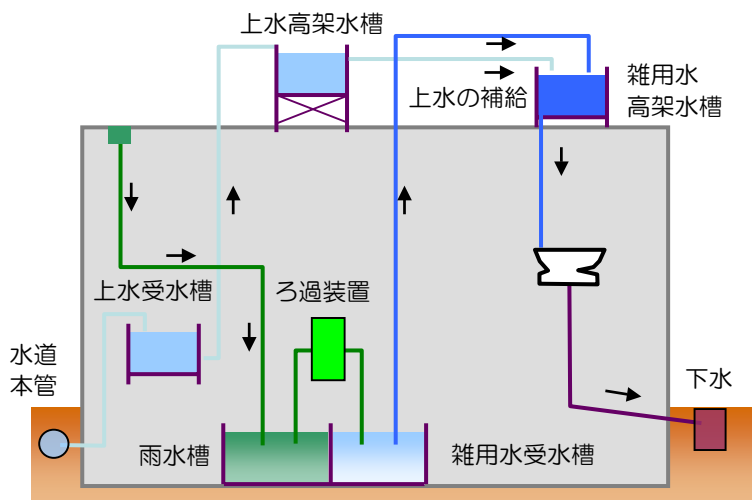 上水高架水槽
上水の補給
雑用水
高架水槽
上水受水槽
ろ過装置
水道
本管
下水
雨水槽
雑用水受水槽